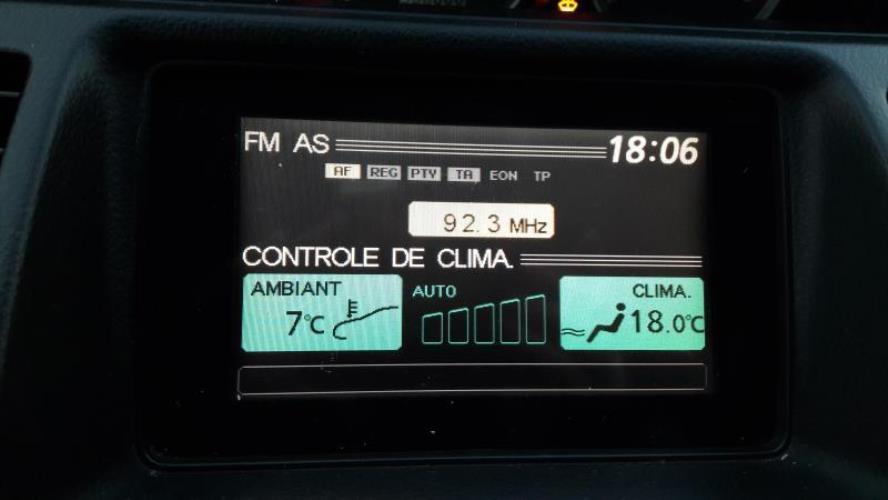 FM AS 18:06
AF REG PTY TA EON TP
92.3 MHz
CONTROLE DE CLIMA.
AMBIANT AUTO CLIMA.
7°C 18.0°C